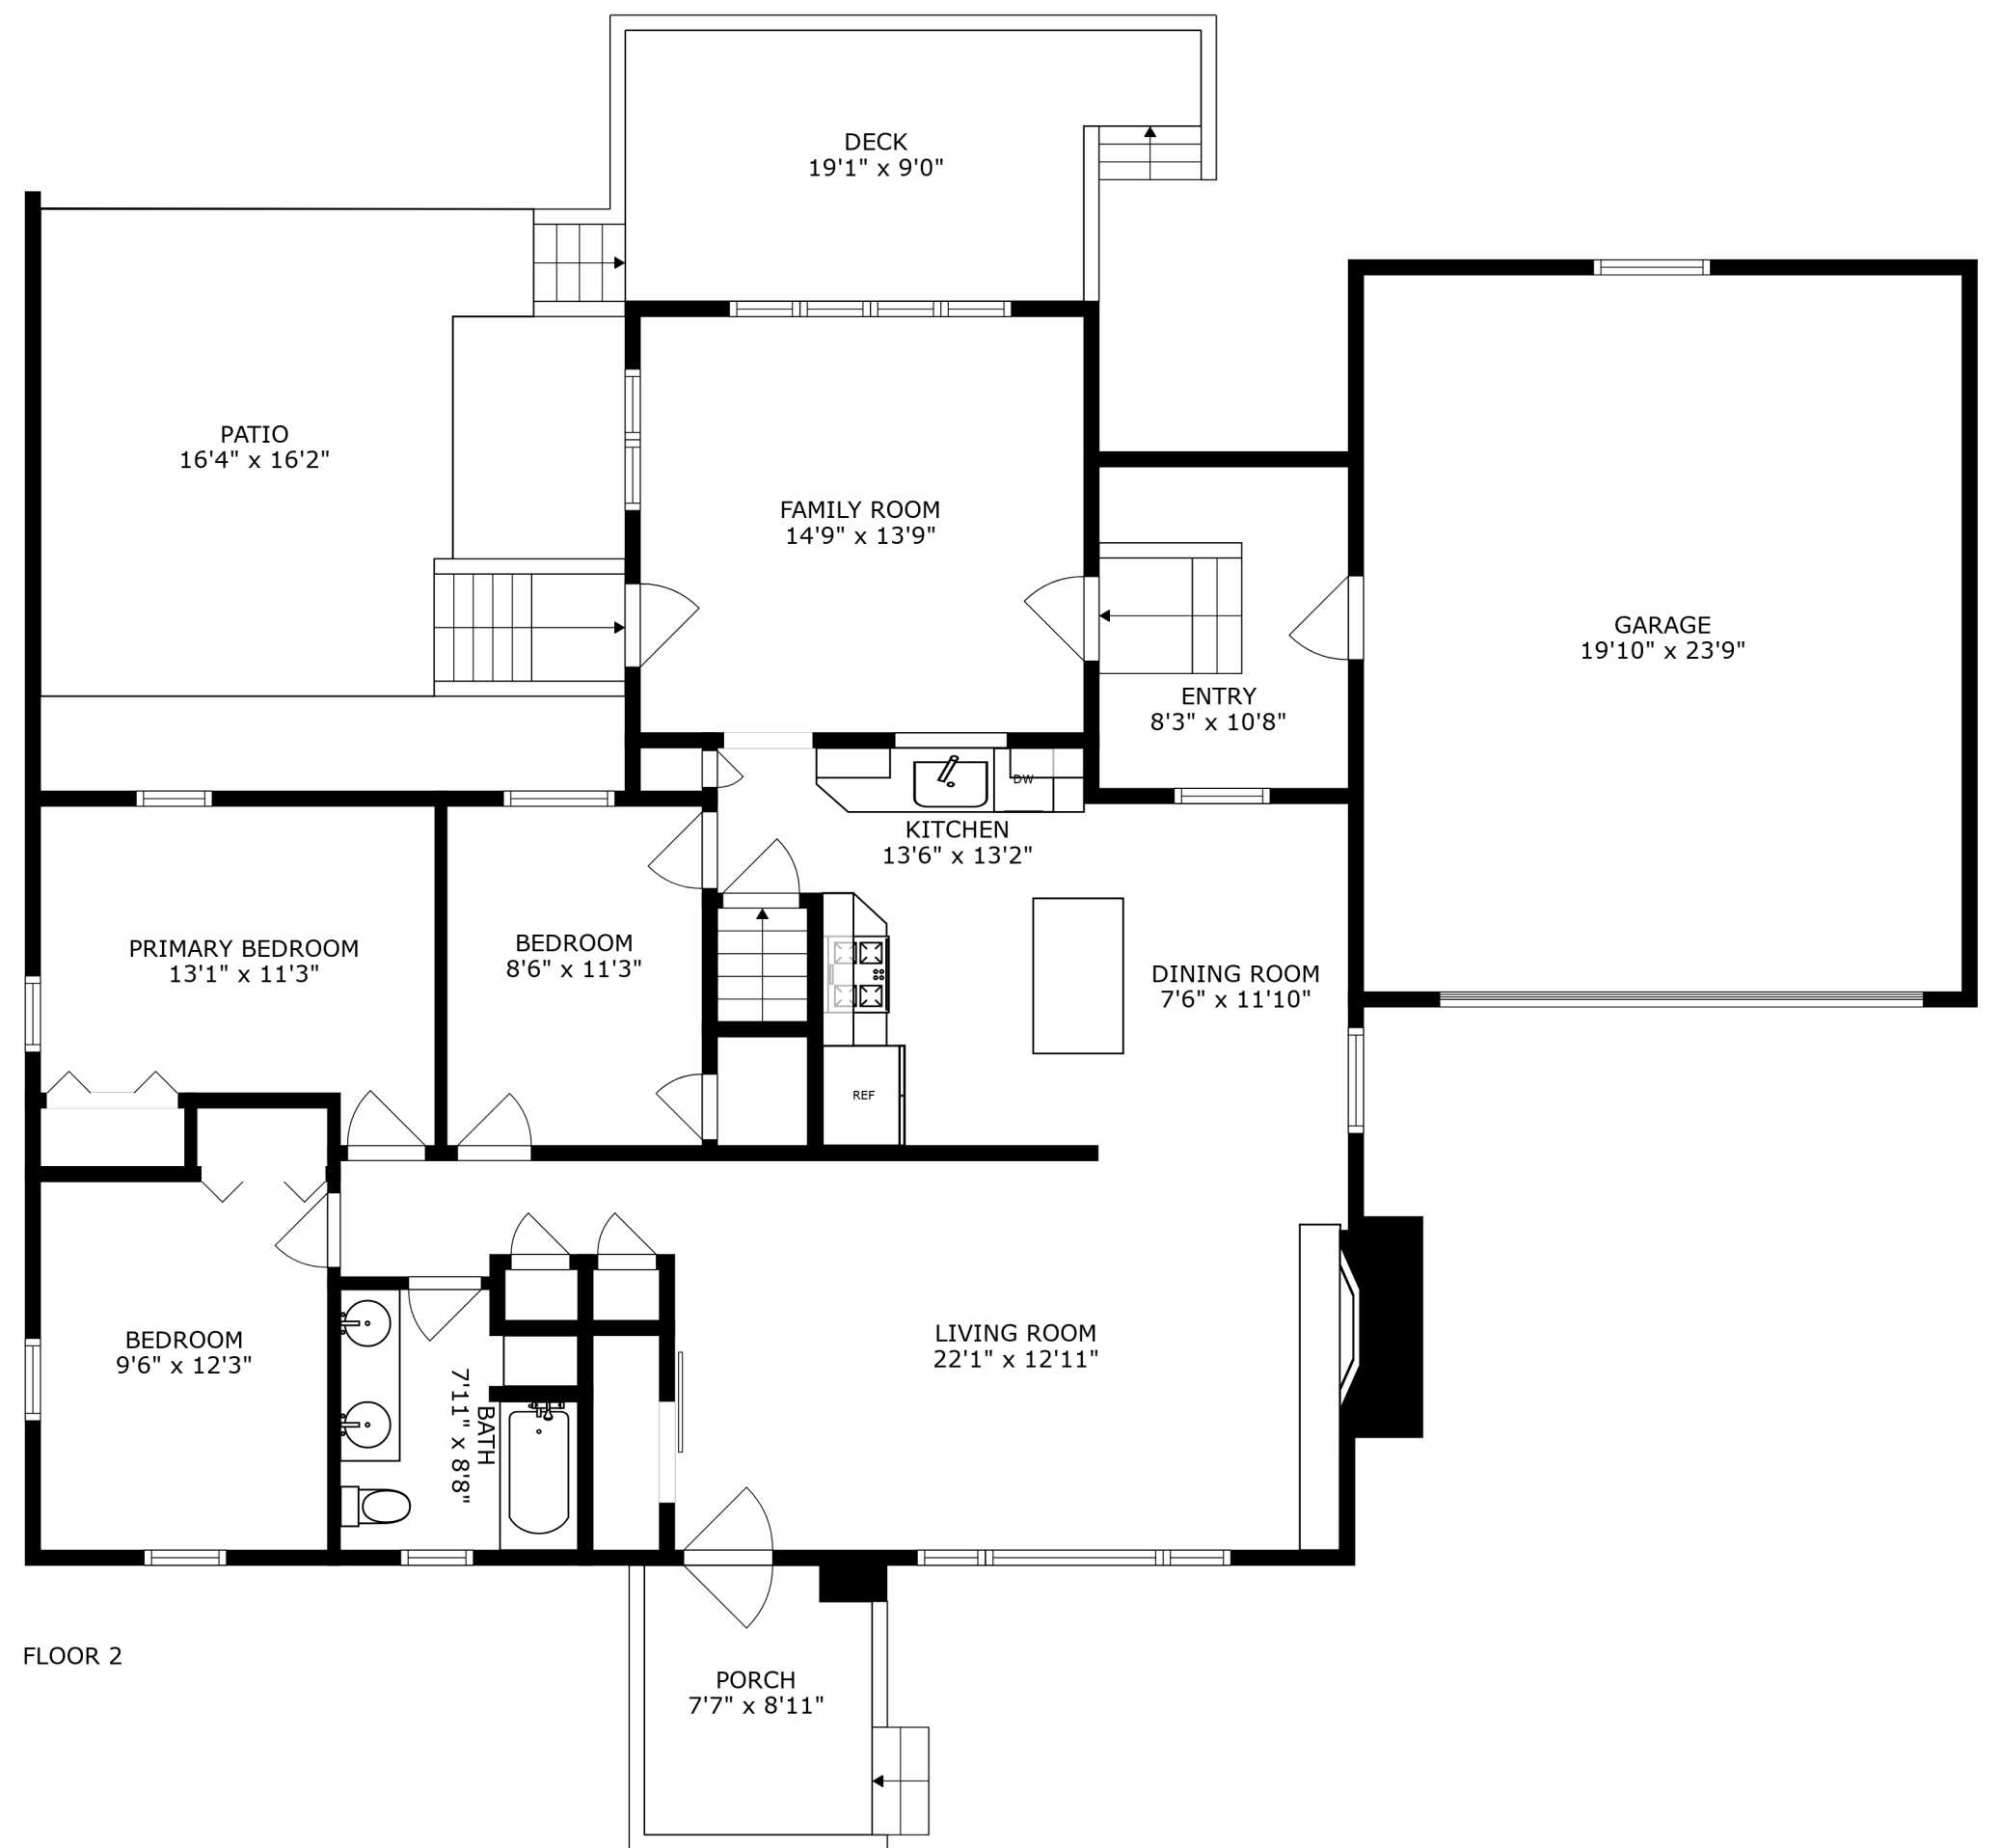 DECK
19'1" x 9'0"
PATIO
16'4" x 16'2"
FAMILY ROOM
14'9" x 13'9"
GARAGE
19'10" x 23'9"
ENTRY
8'3" x 10'8"
DW
KITCHEN
13'6" x 13'2"
PRIMARY BEDROOM
13'1" x 11'3"
BEDROOM
8'6" x 11'3"
DINING ROOM
7'6" x 11'10"
REF
BEDROOM
9'6" x 12'3"
BATH
7'11" x 8'8"
LIVING ROOM
22'1" x 12'11"
FLOOR 2
PORCH
7'7" x 8'11"